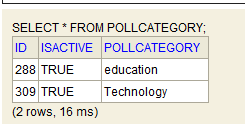 SELECT * FROM POLLCATEGORY;
ID ISACTIVE POLLCATEGORY
288 TRUE education
309 TRUE Technology
(2 rows, 16 ms)